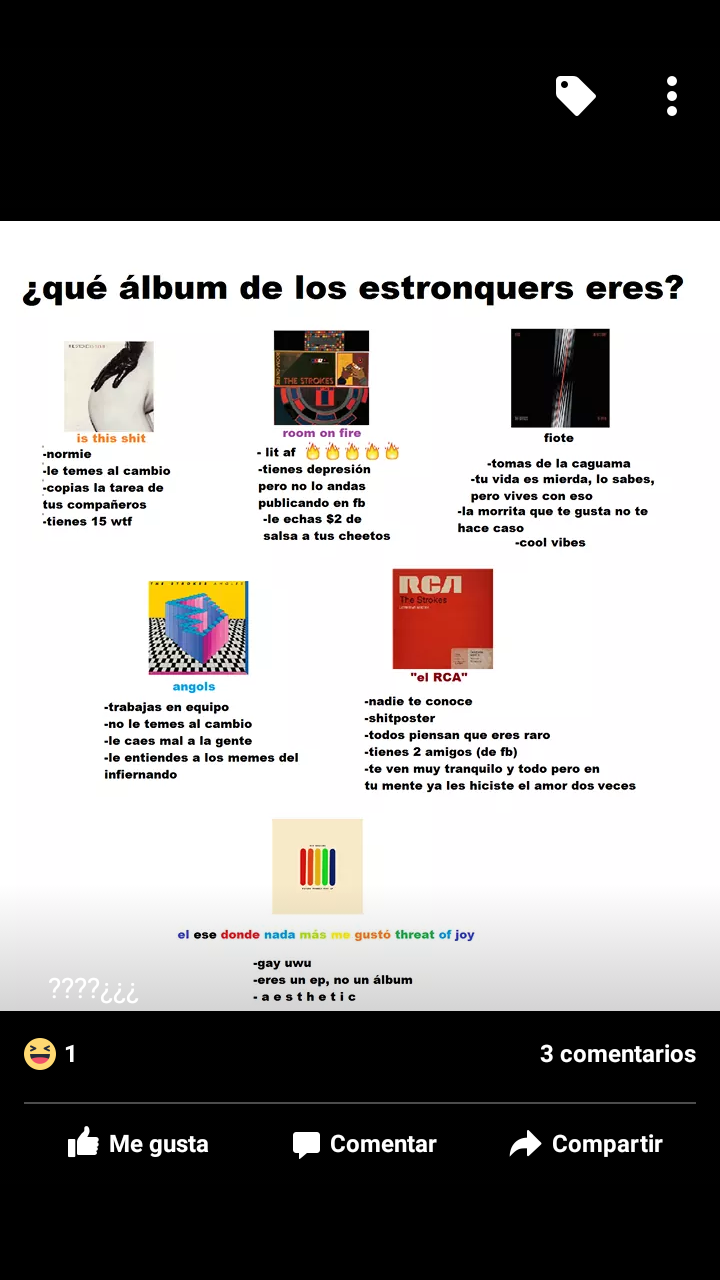 ¿qué álbum de los estronquers eres?
is this shit
-normie
-le temes al cambio
-copias la tarea de
tus compañeros
-tienes 15 wtf
THE STROKES
room on fire
- lit af 🔥🔥🔥🔥🔥
-tienes depresión
pero no lo andas
publicando en fb
-le echas $2 de
salsa a tus cheetos
fiote
-tomas de la caguama
-tu vida es mierda, lo sabes,
pero vives con eso
-la morrita que te gusta no te
hace caso
-cool vibes
THE STROKES ANGLES
angols
-trabajas en equipo
-no le temes al cambio
-le caes mal a la gente
-le entiendes a los memes del
infiernando
RCA
The Strokes
"el RCA"
-nadie te conoce
-shitposter
-todos piensan que eres raro
-tienes 2 amigos (de fb)
-te ven muy tranquilo y todo pero en
tu mente ya les hiciste el amor dos veces
el ese donde nada más me gustó threat of joy
-gay uwu
-eres un ep, no un álbum
- a e s t h e t i c
????¿¿¿
1
3 comentarios
Me gusta
Comentar
Compartir